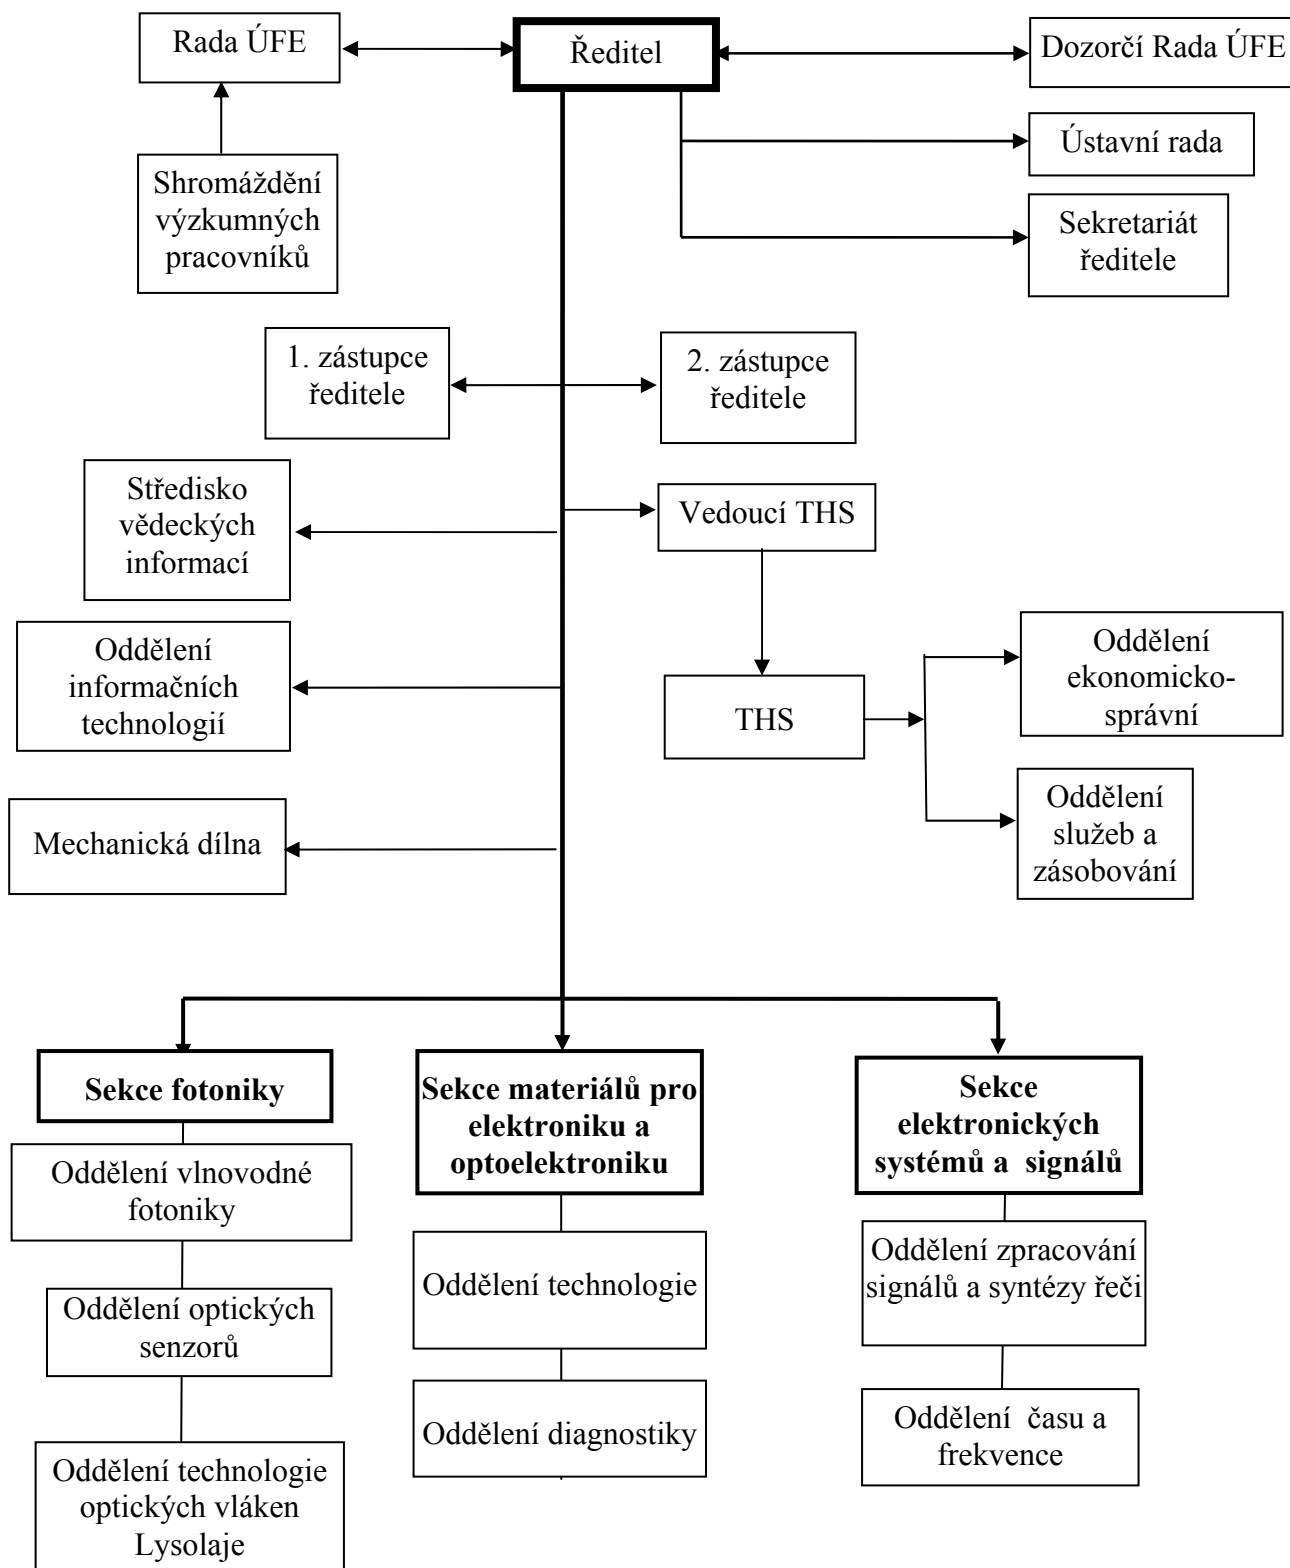 Rada ÚFE
Ředitel
Dozorčí Rada ÚFE
Ústavní rada
Shromáždění
výzkumných
pracovníků
Sekretariát
ředitele
1. zástupce
ředitele
2. zástupce
ředitele
Středisko
vědeckých
informací
Vedoucí THS
Oddělení
informačních
technologií
THS
Oddělení
ekonomicko-
správní
Mechanická dílna
Oddělení
služeb a
zásobování
Sekce fotoniky
Oddělení vlnovodné
fotoniky
Oddělení optických
senzorů
Oddělení technologie
optických vláken
Lysolaje
Sekce materiálů pro
elektroniku a
optoelektroniku
Oddělení technologie
Oddělení diagnostiky
Sekce
elektronických
systémů a signálů
Oddělení zpracování
signálů a syntézy řeči
Oddělení času a
frekvence